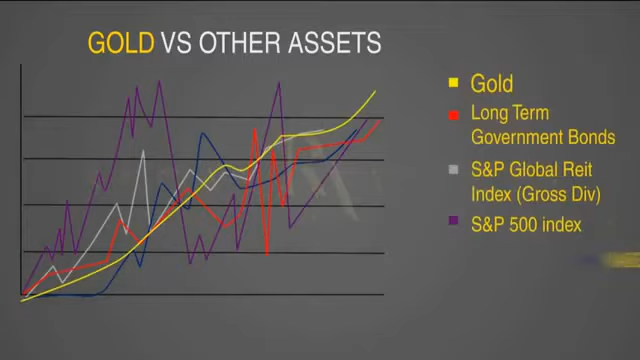 GOLD VS OTHER ASSETS
Gold
Long Term
Government Bonds
S&P Global Reit
Index (Gross Div)
S&P 500 index